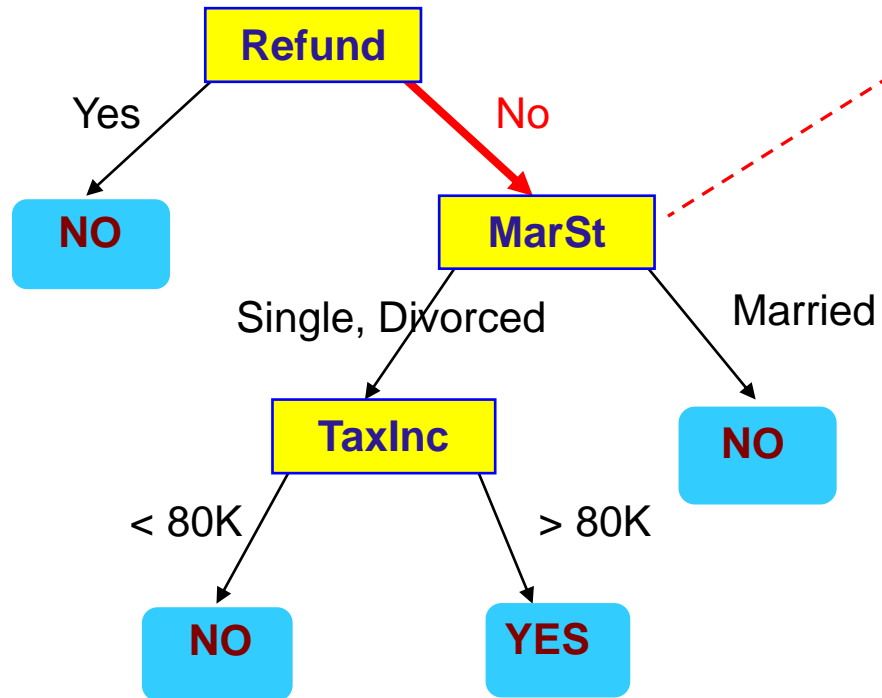 Refund
Yes
No
NO
MarSt
Single, Divorced
Married
TaxInc
NO
< 80K
> 80K
NO
YES